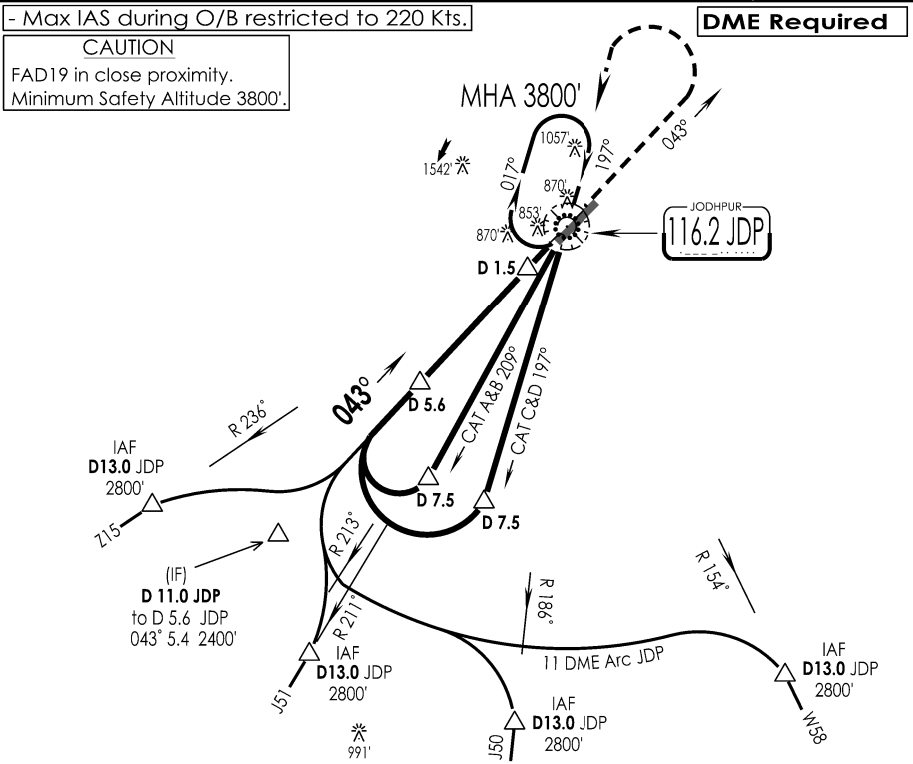 - Max IAS during O/B restricted to 220 Kts.
DME Required
CAUTION
FAD19 in close proximity.
Minimum Safety Altitude 3800'.
MHA 3800'
043°
1057'
197°
1542'
017°
870'
853'
870'
JODHPUR
116.2 JDP
D 1.5
043°
D 5.6
CAT A&B 209°
CAT C&D 197°
R 236°
IAF
D13.0 JDP
2800'
Z15
D 7.5
D 7.5
R 213°
(IF)
D 11.0 JDP
to D 5.6 JDP
043° 5.4 2400'
R 211°
R 186°
R 154°
11 DME Arc JDP
IAF
D13.0 JDP
2800'
J51
IAF
D13.0 JDP
2800'
W58
991'
IAF
D13.0 JDP
2800'
J50